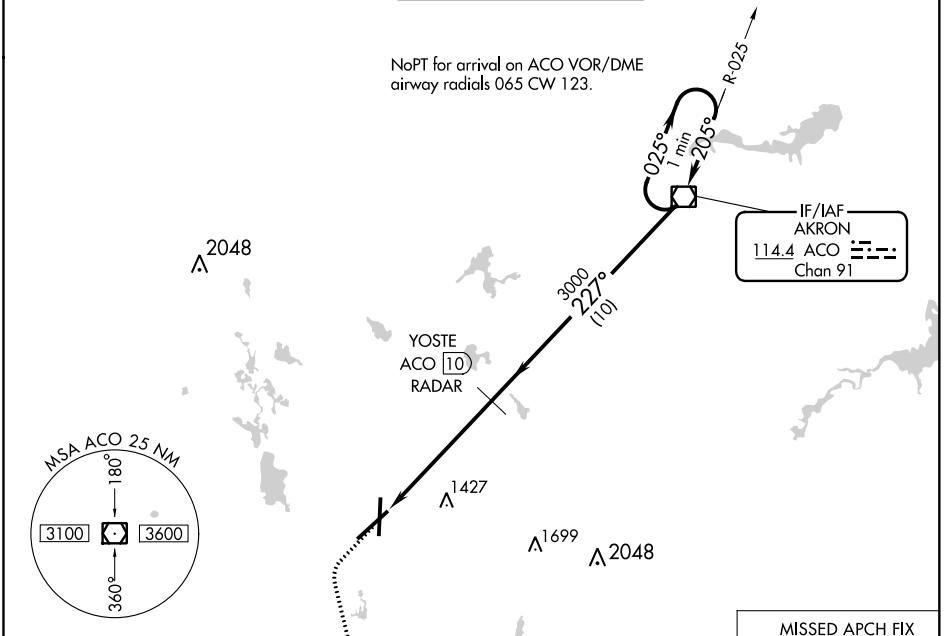 NoPT for arrival on ACO VOR/DME
airway radials 065 CW 123.
R-025
025°
1 min
205°
IF/IAF
AKRON
114.4 ACO
Chan 91
2048
3000
227°
(10)
YOSTE
ACO 10
RADAR
MSA ACO 25 NM
180°
3100
3600
360°
1427
1699
2048
MISSED APCH FIX